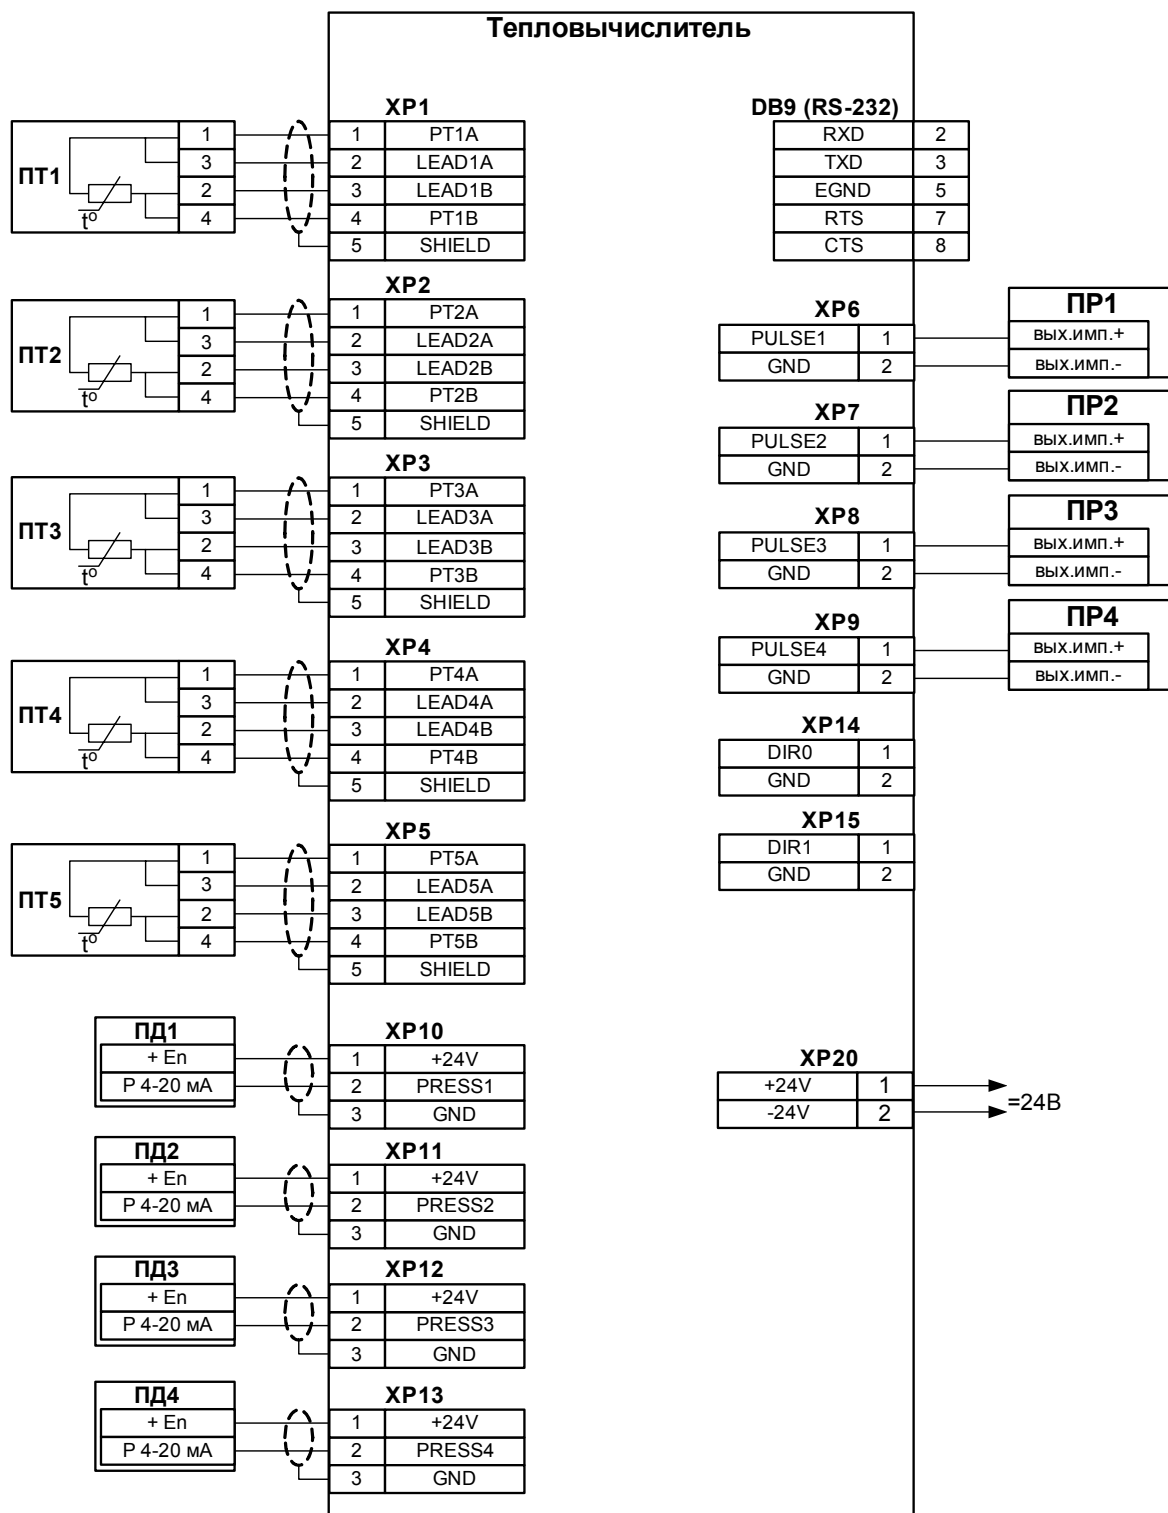 Тепловычислитель
XP1
ПТ1
1
3
2
4
tº
1 PT1A
2 LEAD1A
3 LEAD1B
4 PT1B
5 SHIELD
XP2
ПТ2
1
3
2
4
tº
1 PT2A
2 LEAD2A
3 LEAD2B
4 PT2B
5 SHIELD
XP3
ПТ3
1
3
2
4
tº
1 PT3A
2 LEAD3A
3 LEAD3B
4 PT3B
5 SHIELD
XP4
ПТ4
1
3
2
4
tº
1 PT4A
2 LEAD4A
3 LEAD4B
4 PT4B
5 SHIELD
XP5
ПТ5
1
3
2
4
tº
1 PT5A
2 LEAD5A
3 LEAD5B
4 PT5B
5 SHIELD
ПД1
+ En
P 4-20 мА
XP10
1 +24V
2 PRESS1
3 GND
ПД2
+ En
P 4-20 мА
XP11
1 +24V
2 PRESS2
3 GND
ПД3
+ En
P 4-20 мА
XP12
1 +24V
2 PRESS3
3 GND
ПД4
+ En
P 4-20 мА
XP13
1 +24V
2 PRESS4
3 GND
DB9 (RS-232)
RXD 2
TXD 3
EGND 5
RTS 7
CTS 8
XP6
PULSE1 1
GND 2
ПР1
вых.имп.+
вых.имп.-
XP7
PULSE2 1
GND 2
ПР2
вых.имп.+
вых.имп.-
XP8
PULSE3 1
GND 2
ПР3
вых.имп.+
вых.имп.-
XP9
PULSE4 1
GND 2
ПР4
вых.имп.+
вых.имп.-
XP14
DIR0 1
GND 2
XP15
DIR1 1
GND 2
XP20
+24V 1
-24V 2
=24В